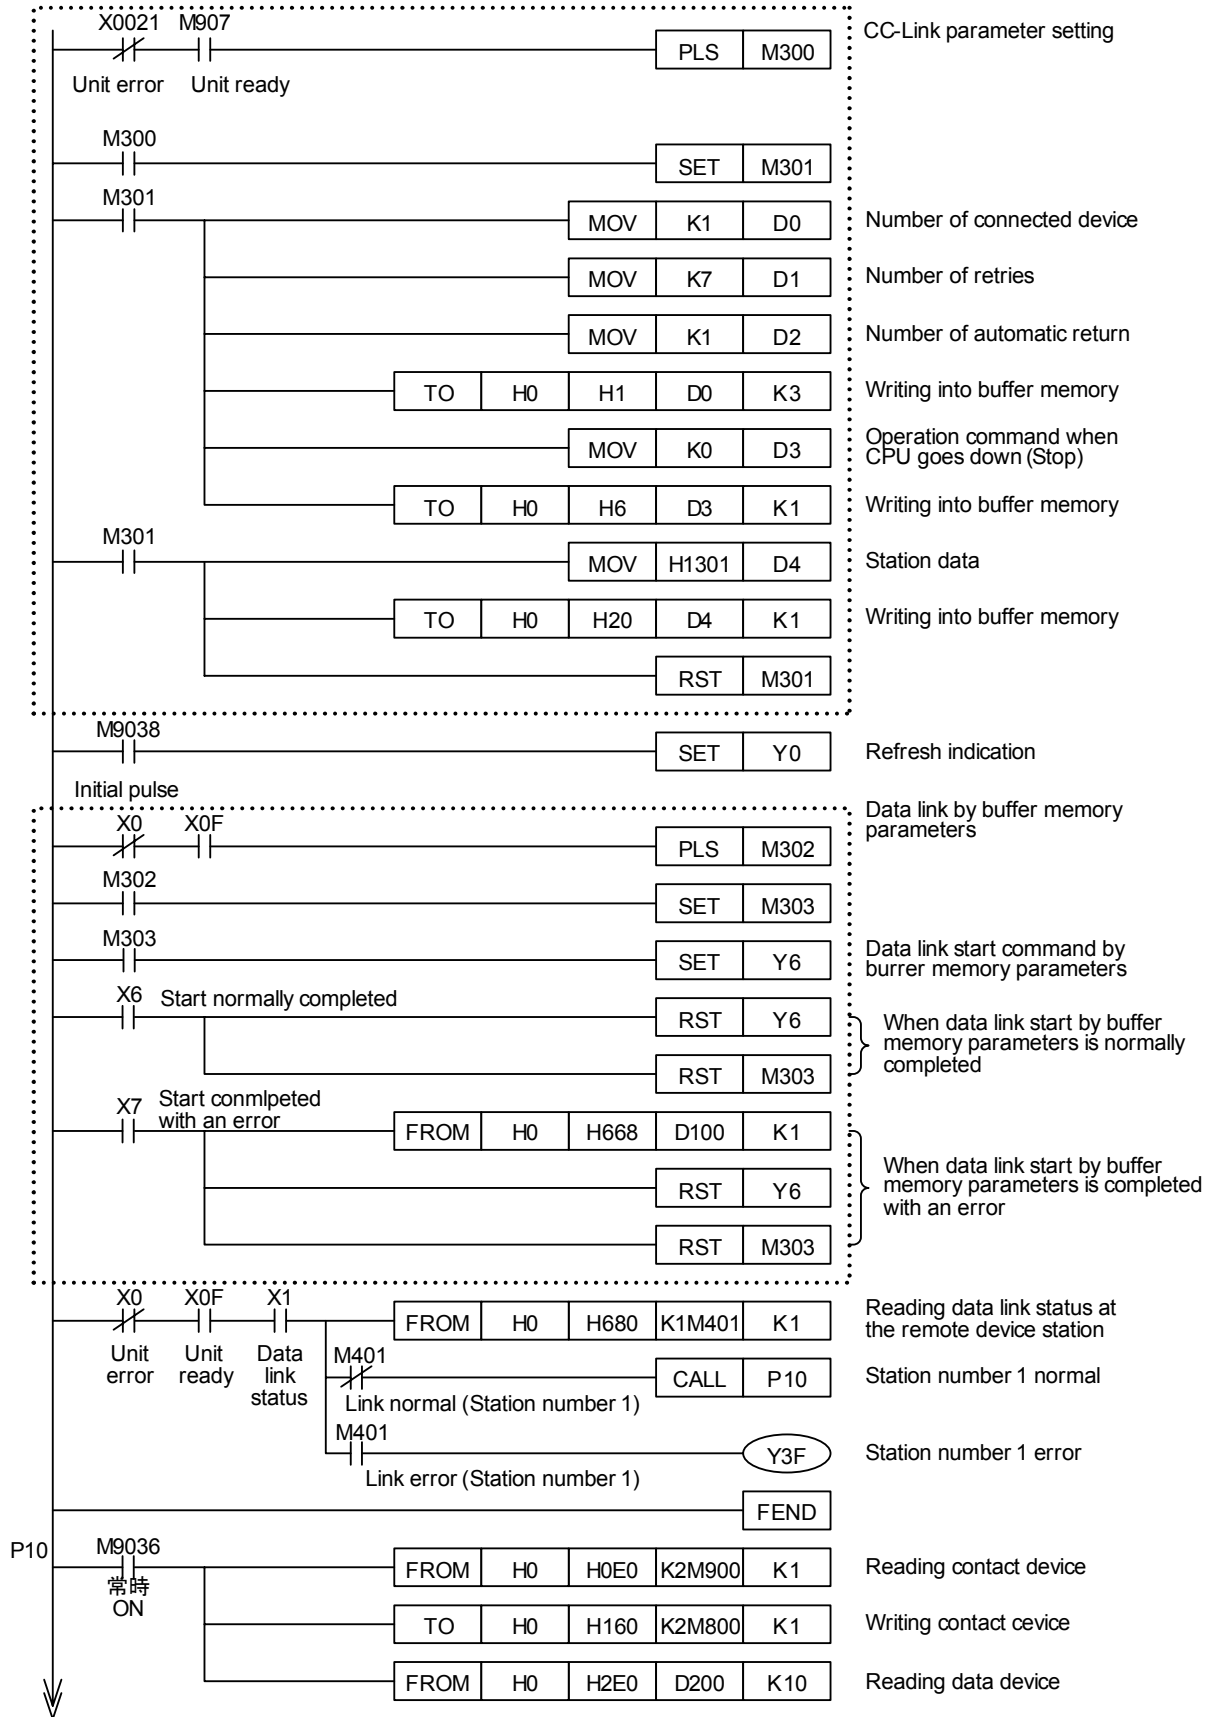 X0021 M907 CC-Link parameter setting
PLS M300
Unit error Unit ready
M300
SET M301
M301
MOV K1 D0 Number of connected device
MOV K7 D1 Number of retries
MOV K1 D2 Number of automatic return
TO H0 H1 D0 K3 Writing into buffer memory
MOV K0 D3 Operation command when
CPU goes down (Stop)
TO H0 H6 D3 K1 Writing into buffer memory
M301
MOV H1301 D4 Station data
TO H0 H20 D4 K1 Writing into buffer memory
RST M301
M9038
SET Y0 Refresh indication
Initial pulse
Data link by buffer memory
parameters
X0 X0F
PLS M302
M302
SET M303
M303
SET Y6 Data link start command by
burrer memory parameters
X6 Start normally completed
RST Y6
RST M303
When data link start by buffer
memory parameters is normally
completed
X7 Start conmlpeted
with an error
FROM H0 H668 D100 K1
RST Y6
RST M303
When data link start by buffer
memory parameters is completed
with an error
X0 X0F X1
FROM H0 H680 K1M401 K1 Reading data link status at
the remote device station
Unit Unit Data
error ready link
status
M401
CALL P10 Station number 1 normal
Link normal (Station number 1)
M401
Y3F Station number 1 error
Link error (Station number 1)
FEND
P10 M9036
FROM H0 H0E0 K2M900 K1 Reading contact device
常時
ON
TO H0 H160 K2M800 K1 Writing contact cevice
FROM H0 H2E0 D200 K10 Reading data device